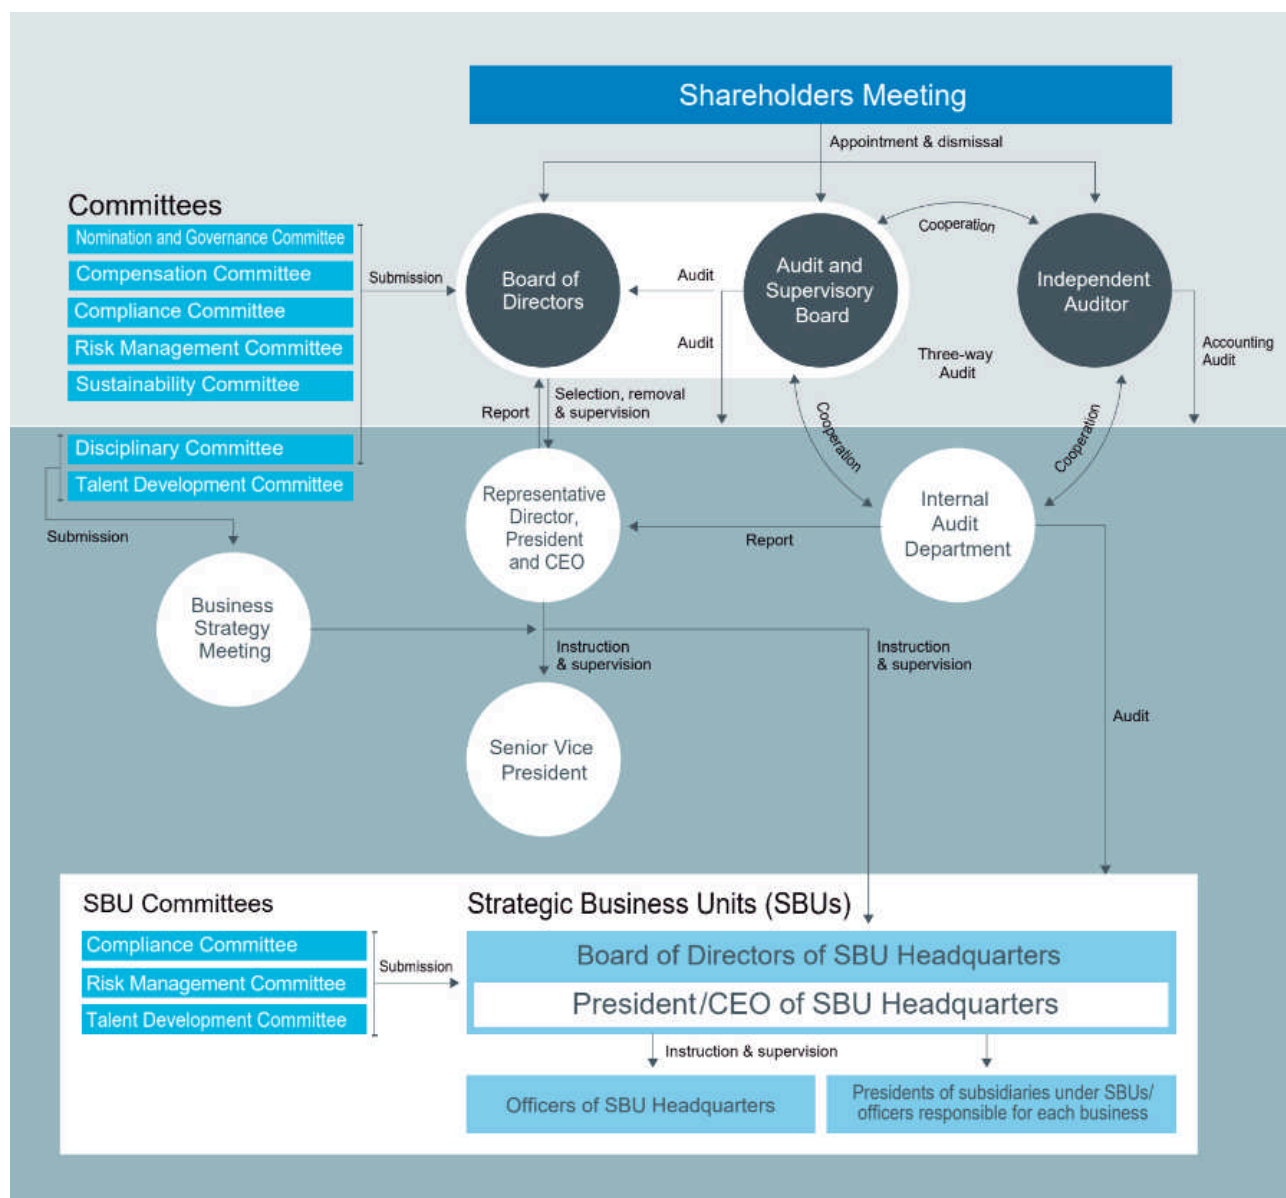 Shareholders Meeting
Appointment & dismissal
Committees
Nomination and Governance Committee
Compensation Committee
Compliance Committee
Risk Management Committee
Sustainability Committee
Disciplinary Committee
Talent Development Committee
Submission
Submission
Board of
Directors
Audit
Audit
Audit and
Supervisory
Board
Cooperation
Independent
Auditor
Three-way
Audit
Accounting
Audit
Report
Selection, removal
& supervision
Cooperation
Cooperation
Representative
Director,
President
and CEO
Report
Internal
Audit
Department
Business
Strategy
Meeting
Instruction
& supervision
Instruction
& supervision
Senior Vice
President
Audit
SBU Committees
Compliance Committee
Risk Management Committee
Talent Development Committee
Submission
Strategic Business Units (SBUs)
Board of Directors of SBU Headquarters
President/CEO of SBU Headquarters
Instruction & supervision
Officers of SBU Headquarters
Presidents of subsidiaries under SBUs/
officers responsible for each business